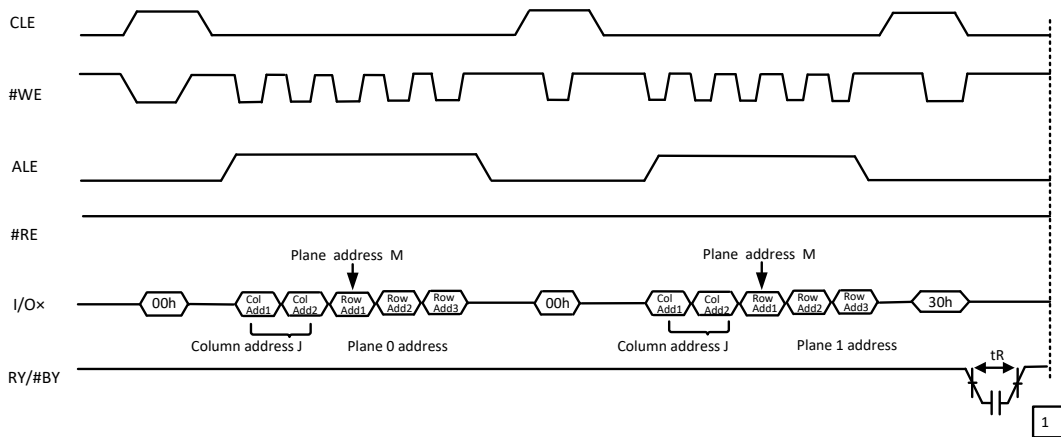 CLE
#WE
ALE
#RE
Plane address M
Plane address M
I/O×
00h
Col Add1
Col Add2
Row Add1
Row Add2
Row Add3
00h
Col Add1
Col Add2
Row Add1
Row Add2
Row Add3
30h
Column address J
Plane 0 address
Column address J
Plane 1 address
RY/#BY
tR
1